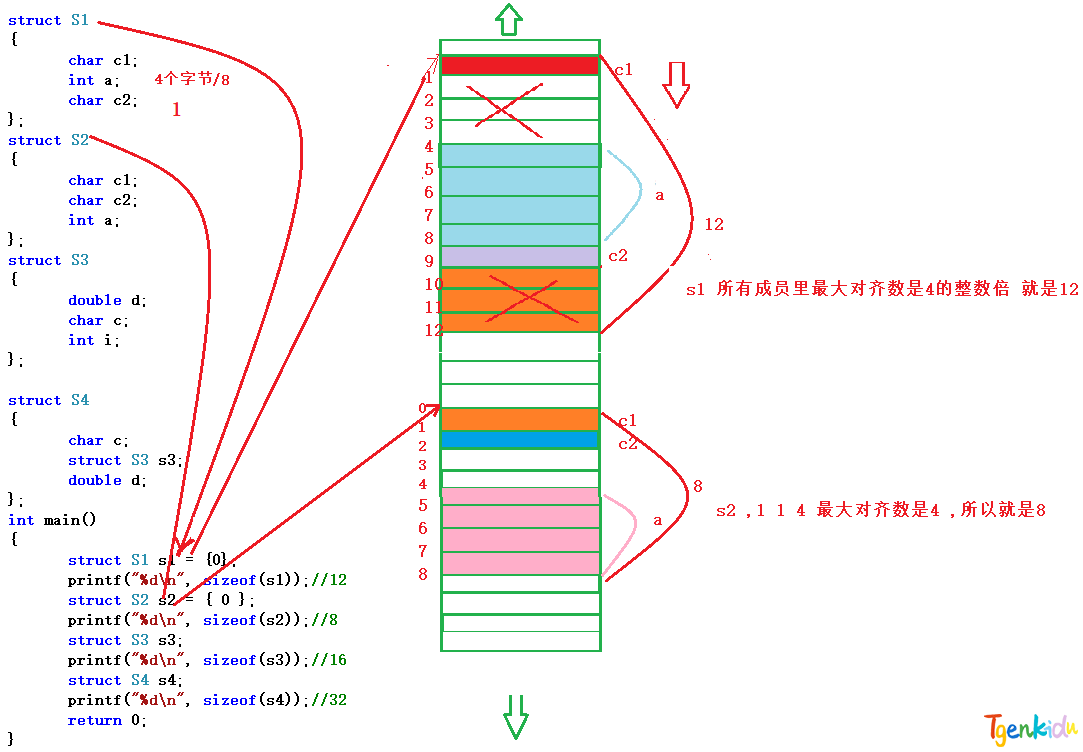 struct S1
{
char c1;
int a;
char c2;
};
4个字节/8
1
struct S2
{
char c1;
char c2;
int a;
};
struct S3
{
double d;
char c;
int i;
};
struct S4
{
char c;
struct S3 s3;
double d;
};
int main()
{
struct S1 s1 = {0};
printf("%d\n", sizeof(s1));//12
struct S2 s2 = { 0 };
printf("%d\n", sizeof(s2));//8
struct S3 s3;
printf("%d\n", sizeof(s3));//16
struct S4 s4;
printf("%d\n", sizeof(s4));//32
return 0;
}
1
2
3
4
5
6
7
8
9
10
11
12
c1
a
c2
12
s1 所有成员里最大对齐数是4的整数倍 就是12
0
1
2
3
4
5
6
7
8
c1
c2
a
8
s2 ,1 1 4 最大对齐数是4 ,所以就是8
Tgenkidu